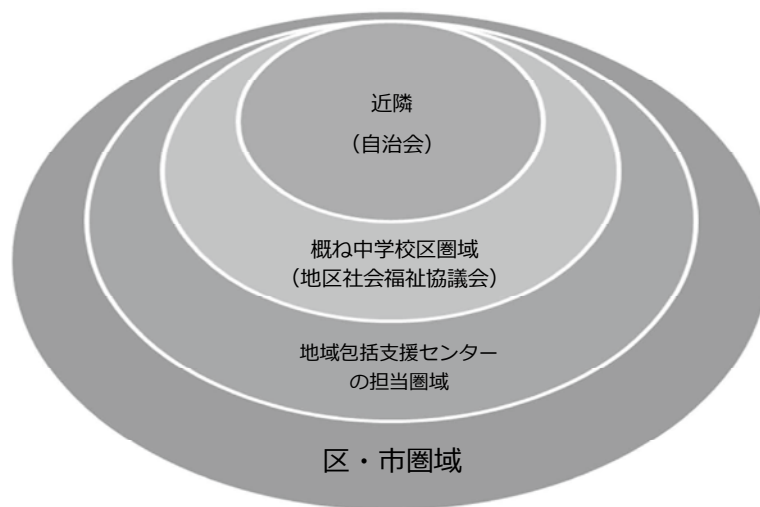 近隣
（自治会）
概ね中学校区圏域
（地区社会福祉協議会）
地域包括支援センター
の担当圏域
区・市圏域